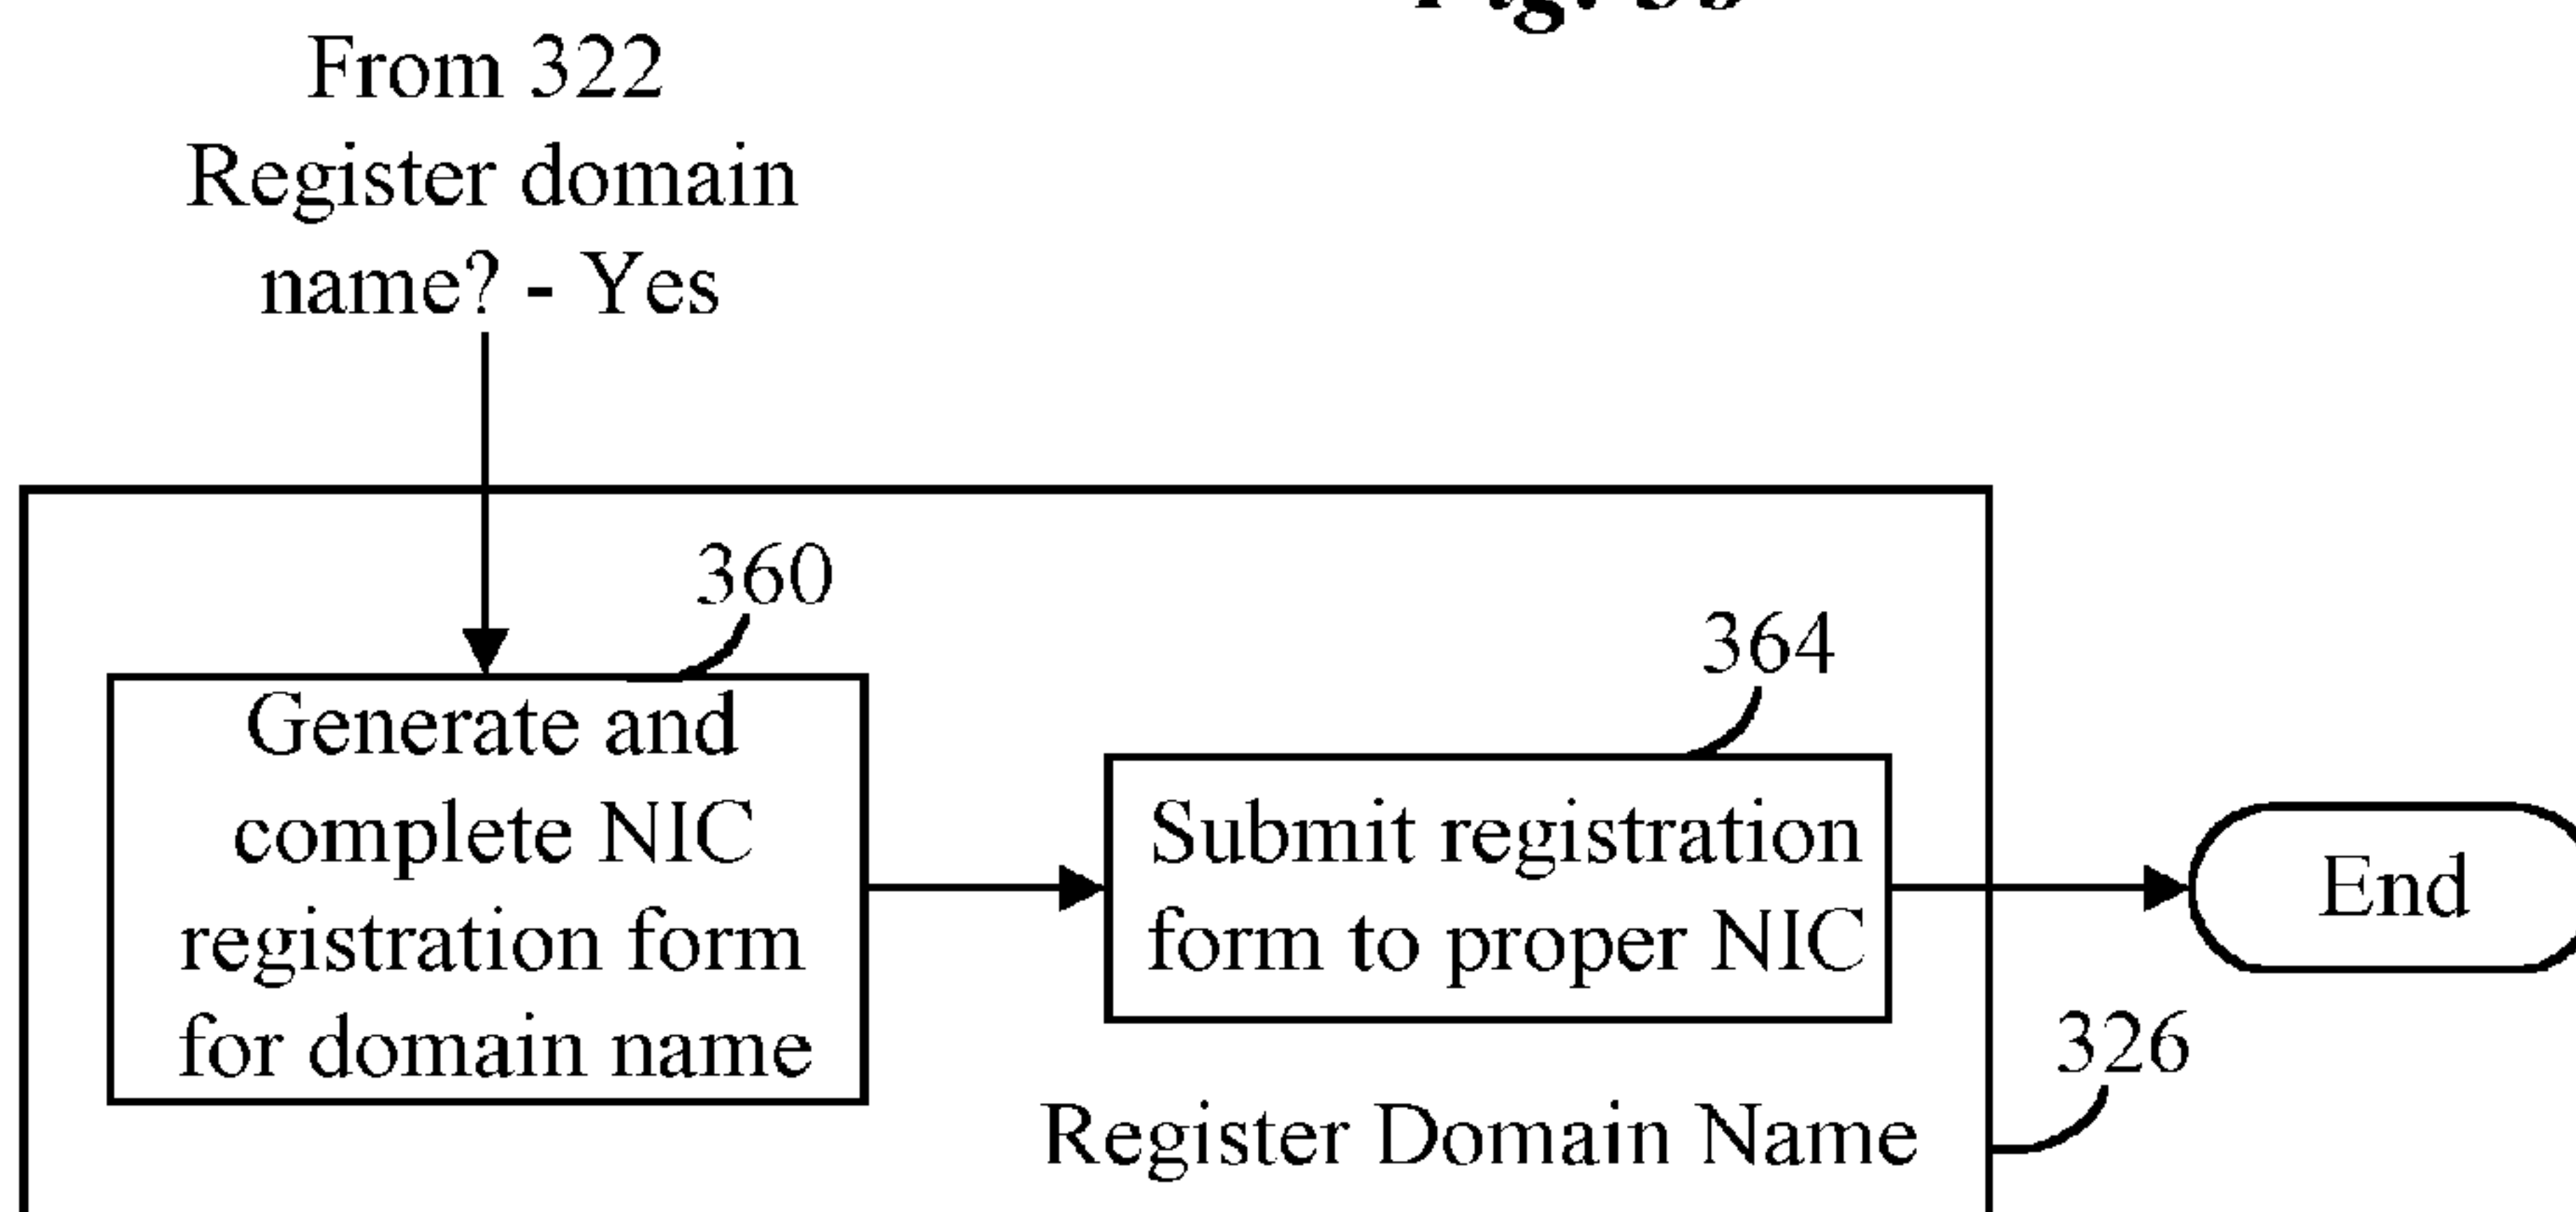 From 322
Register domain
name? - Yes
360
Generate and
complete NIC
registration form
for domain name
364
Submit registration
form to proper NIC
End
326
Register Domain Name